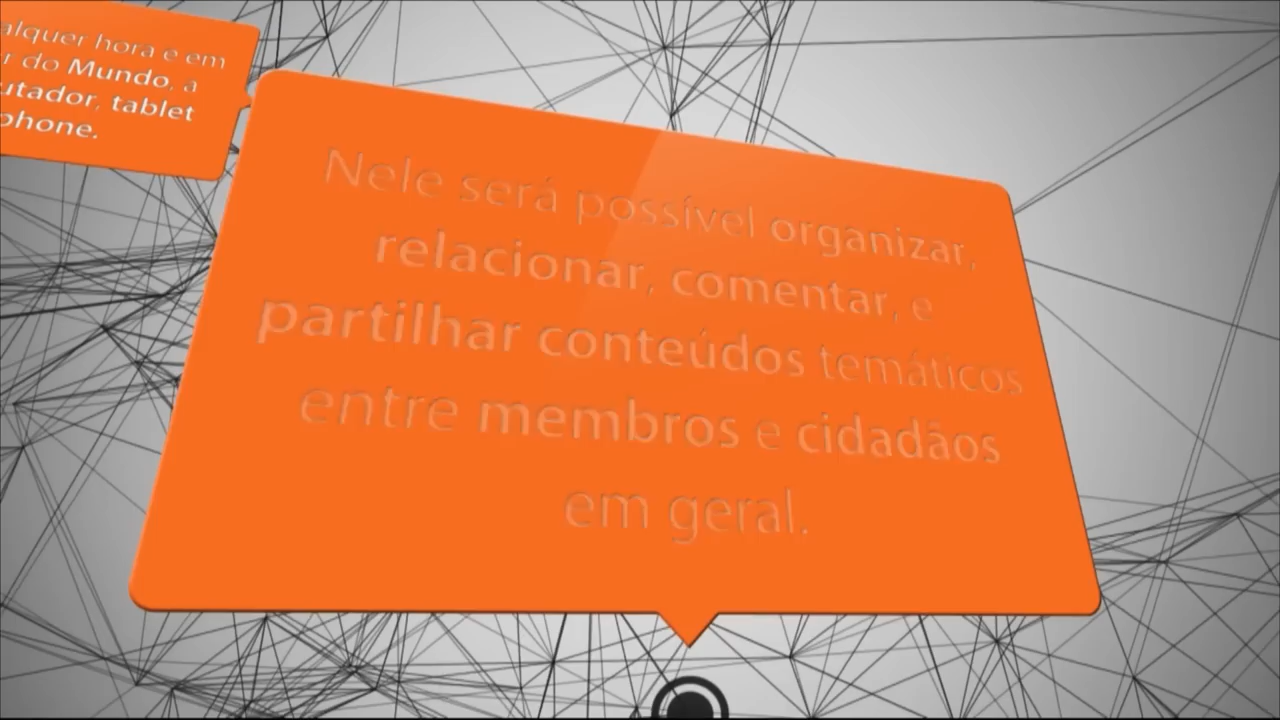 alquer hora e em
r do Mundo, a
utador, tablet
phone.
Nele será possível organizar,
relacionar, comentar, e
partilhar conteúdos temáticos
entre membros e cidadãos
em geral.